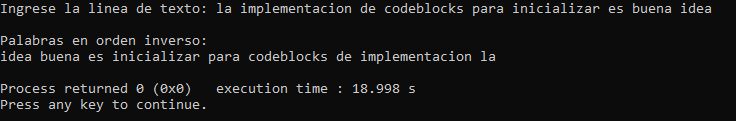 Ingrese la linea de texto: la implementacion de codeblocks para inicializar es buena idea
Palabras en orden inverso:
idea buena es inicializar para codeblocks de implementacion la
Process returned 0 (0x0)   execution time : 18.998 s
Press any key to continue.